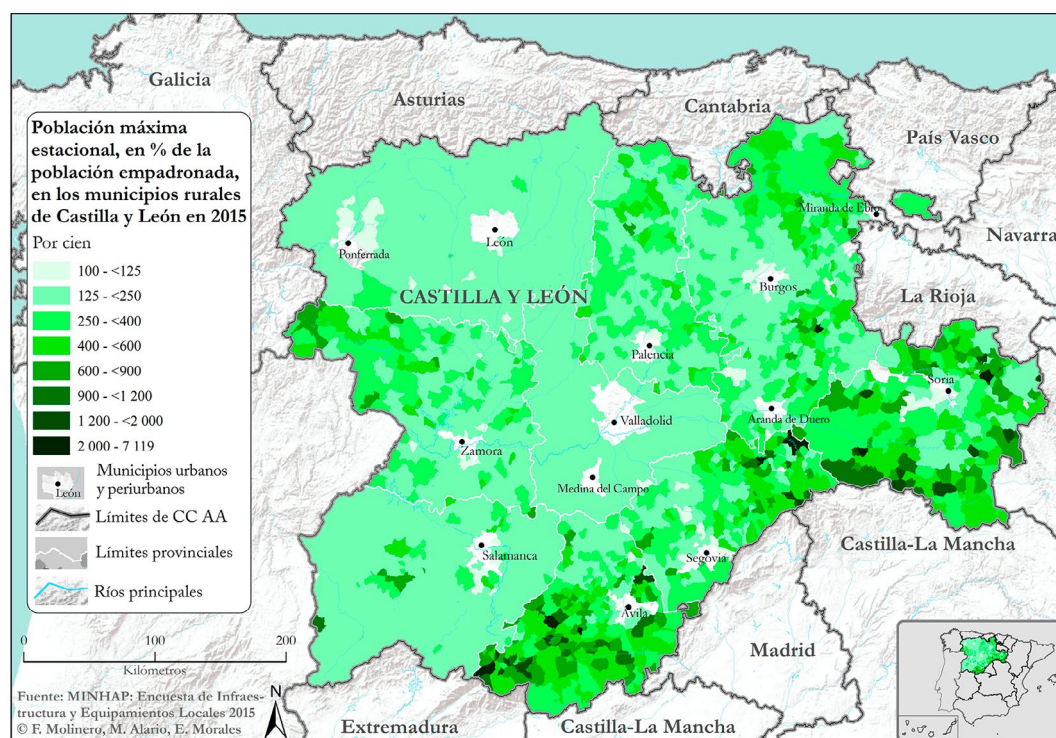 Galicia
Asturias
Cantabria
País Vasco
Navarra
La Rioja
Población máxima
estacional, en % de la
población empadronada,
en los municipios rurales
de Castilla y León en 2015
Por cien
100 - <125
125 - <250
250 - <400
400 - <600
600 - <900
900 - <1 200
1 200 - <2 000
2 000 - 7 119
León
Municipios urbanos
y periurbanos
Límites de CC AA
Límites provinciales
Ríos principales
0
100
200
Kilómetros
Fuente: MINHAP: Encuesta de Infraes-
tructura y Equipamientos Locales 2015
© F. Molinero, M. Alario, E. Morales
N
Miranda de Ebro
León
Ponferrada
Burgos
CASTILLA Y LEÓN
Palencia
Soria
Valladolid
Aranda de Duero
Zamora
Medina del Campo
Salamanca
Segovia
Ávila
Castilla-La Mancha
Madrid
Extremadura
Castilla-La Mancha